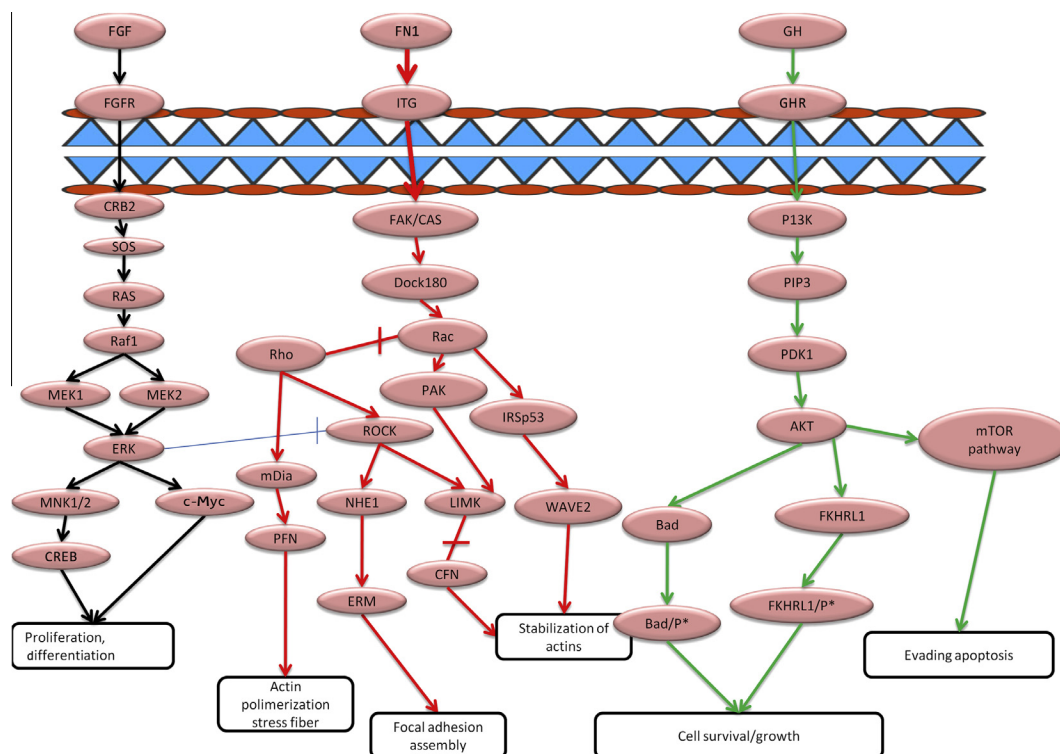 FGF
FN1
GH
FGFR
ITG
GHR
CRB2
FAK/CAS
P13K
SOS
Dock180
PIP3
RAS
Raf1
Rho
Rac
PDK1
MEK1
MEK2
PAK
IRSp53
AKT
mTOR
pathway
ERK
ROCK
mDia
MNK1/2
c-Myc
NHE1
LIMK
WAVE2
Bad
FKHRL1
PFN
CREB
CFN
ERM
Bad/P*
FKHRL1/P*
Proliferation,
differentiation
Stabilization of
actins
Evading apoptosis
Actin
polimerization
stress fiber
Focal adhesion
assembly
Cell survival/growth